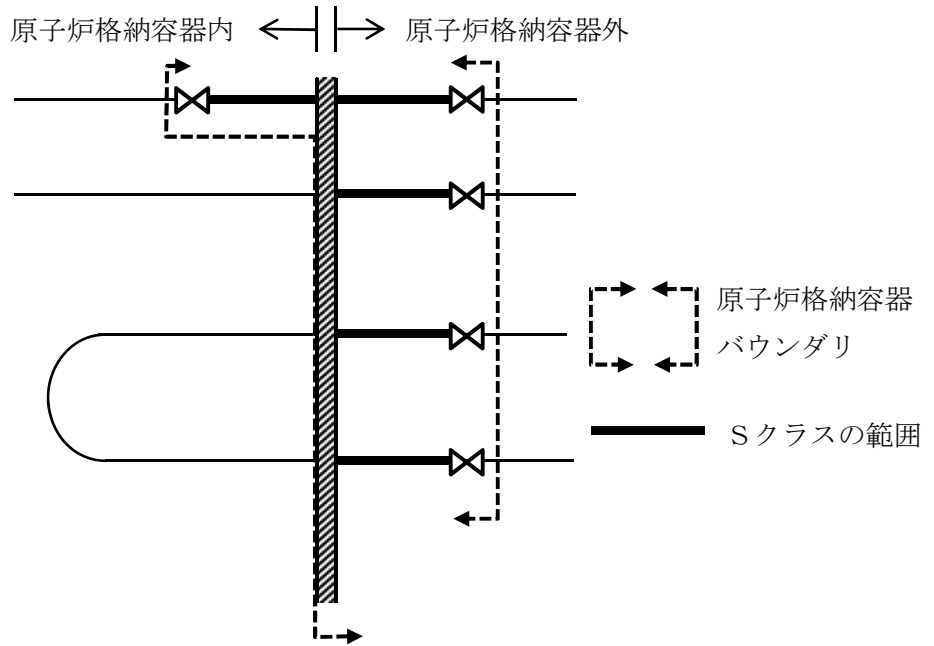 原子炉格納容器内
原子炉格納容器外
原子炉格納容器
バウンダリ
Ｓクラスの範囲